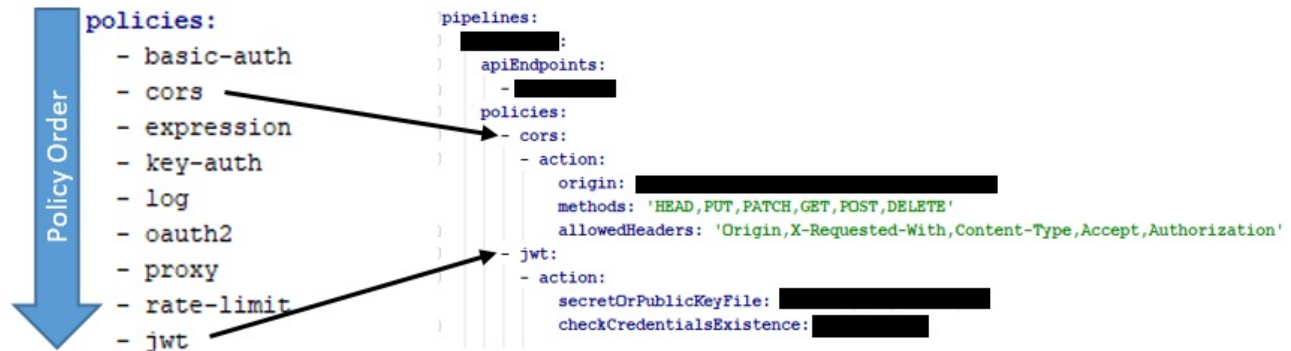 Policy Order
policies:
- basic-auth
- cors
- expression
- key-auth
- log
- oauth2
- proxy
- rate-limit
- jwt
pipelines:
:
apiEndpoints:
-
policies:
- cors:
- action:
origin:
methods: 'HEAD,PUT,PATCH,GET,POST,DELETE'
allowedHeaders: 'Origin,X-Requested-With,Content-Type,Accept,Authorization'
- jwt:
- action:
secretOrPublicKeyFile:
checkCredentialsExistence: